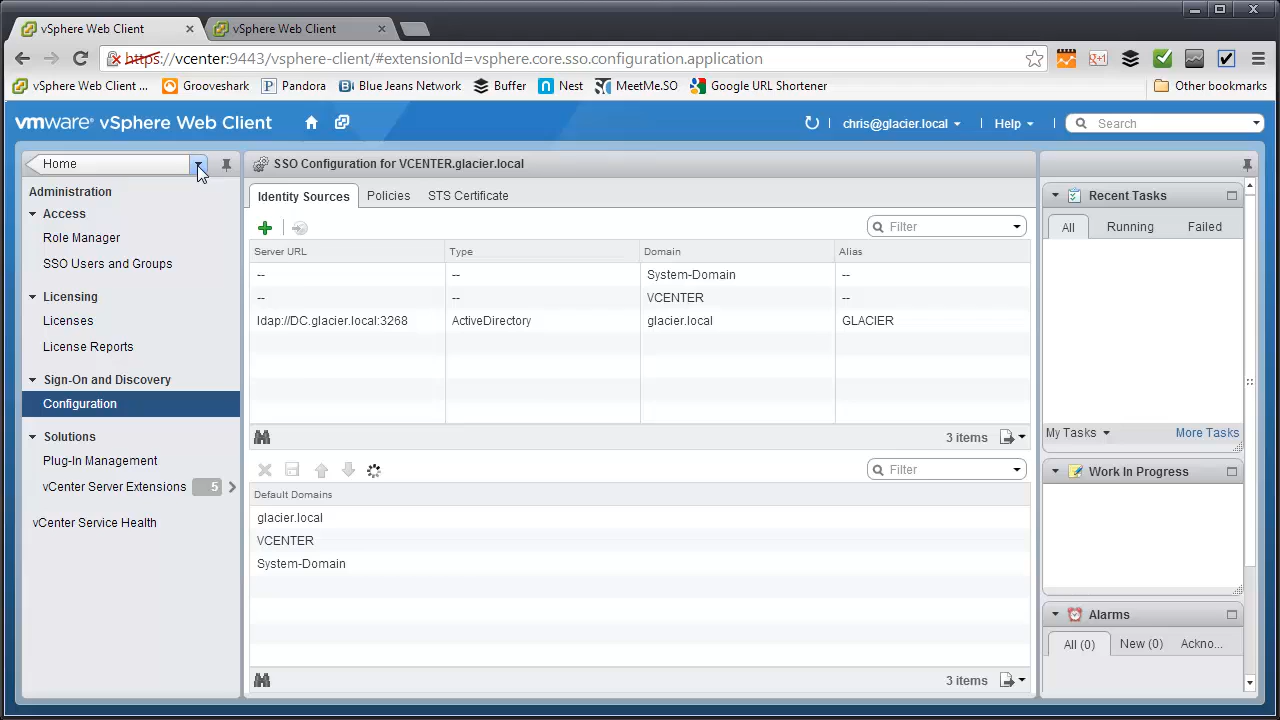 vSphere Web Client
vSphere Web Client
https://vcenter:9443/vsphere-client/#extensionId=vsphere.core.sso.configuration.application
vSphere Web Client ...
Grooveshark
Pandora
Blue Jeans Network
Buffer
Nest
MeetMe.SO
Google URL Shortener
Other bookmarks
vmware® vSphere Web Client
chris@glacier.local
Help
Search
Home
Administration
Access
Role Manager
SSO Users and Groups
Licensing
Licenses
License Reports
Sign-On and Discovery
Configuration
Solutions
Plug-In Management
vCenter Server Extensions 5
vCenter Service Health
SSO Configuration for VCENTER.glacier.local
Identity Sources Policies STS Certificate
Filter
Server URL Type Domain Alias
-- -- System-Domain --
-- -- VCENTER --
ldap://DC.glacier.local:3268 ActiveDirectory glacier.local GLACIER
3 items
Filter
Default Domains
glacier.local
VCENTER
System-Domain
3 items
Recent Tasks
All Running Failed
My Tasks More Tasks
Work In Progress
Alarms
All (0) New (0) Ackno...